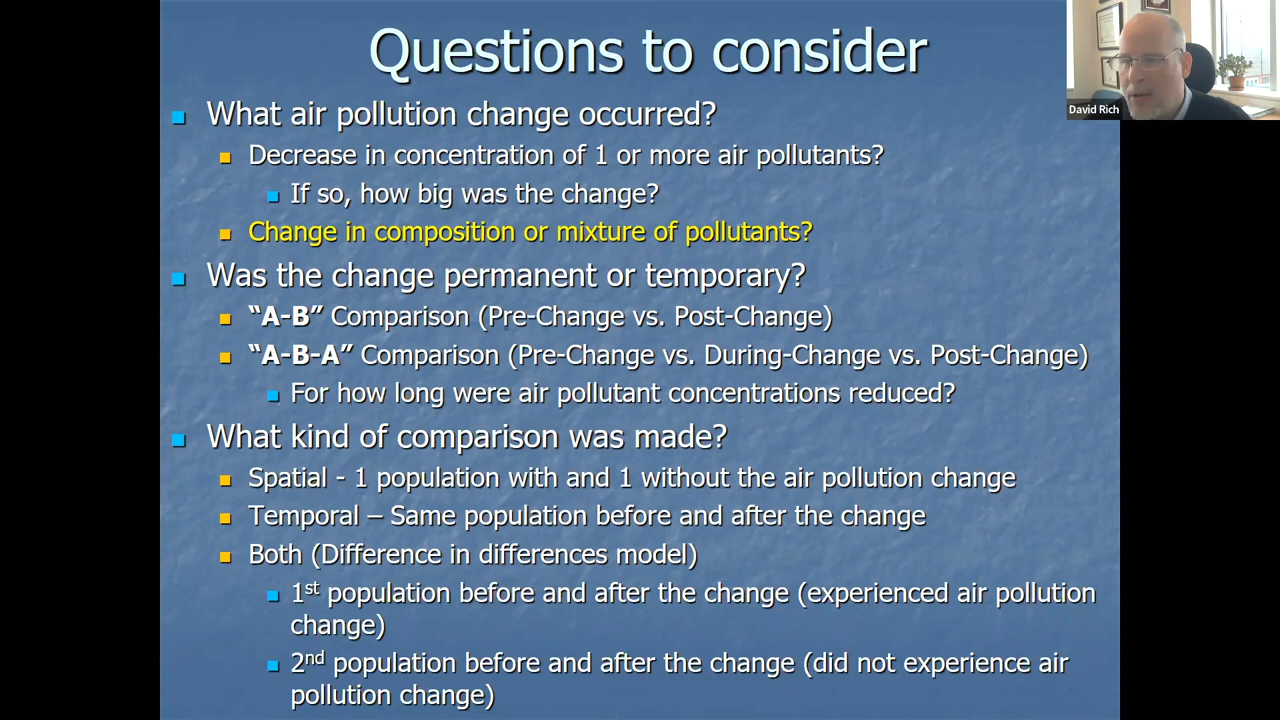 Questions to consider
What air pollution change occurred?
Decrease in concentration of 1 or more air pollutants?
If so, how big was the change?
Change in composition or mixture of pollutants?
Was the change permanent or temporary?
“A-B” Comparison (Pre-Change vs. Post-Change)
“A-B-A” Comparison (Pre-Change vs. During-Change vs. Post-Change)
For how long were air pollutant concentrations reduced?
What kind of comparison was made?
Spatial - 1 population with and 1 without the air pollution change
Temporal – Same population before and after the change
Both (Difference in differences model)
1st population before and after the change (experienced air pollution
change)
2nd population before and after the change (did not experience air
pollution change)
David Rich